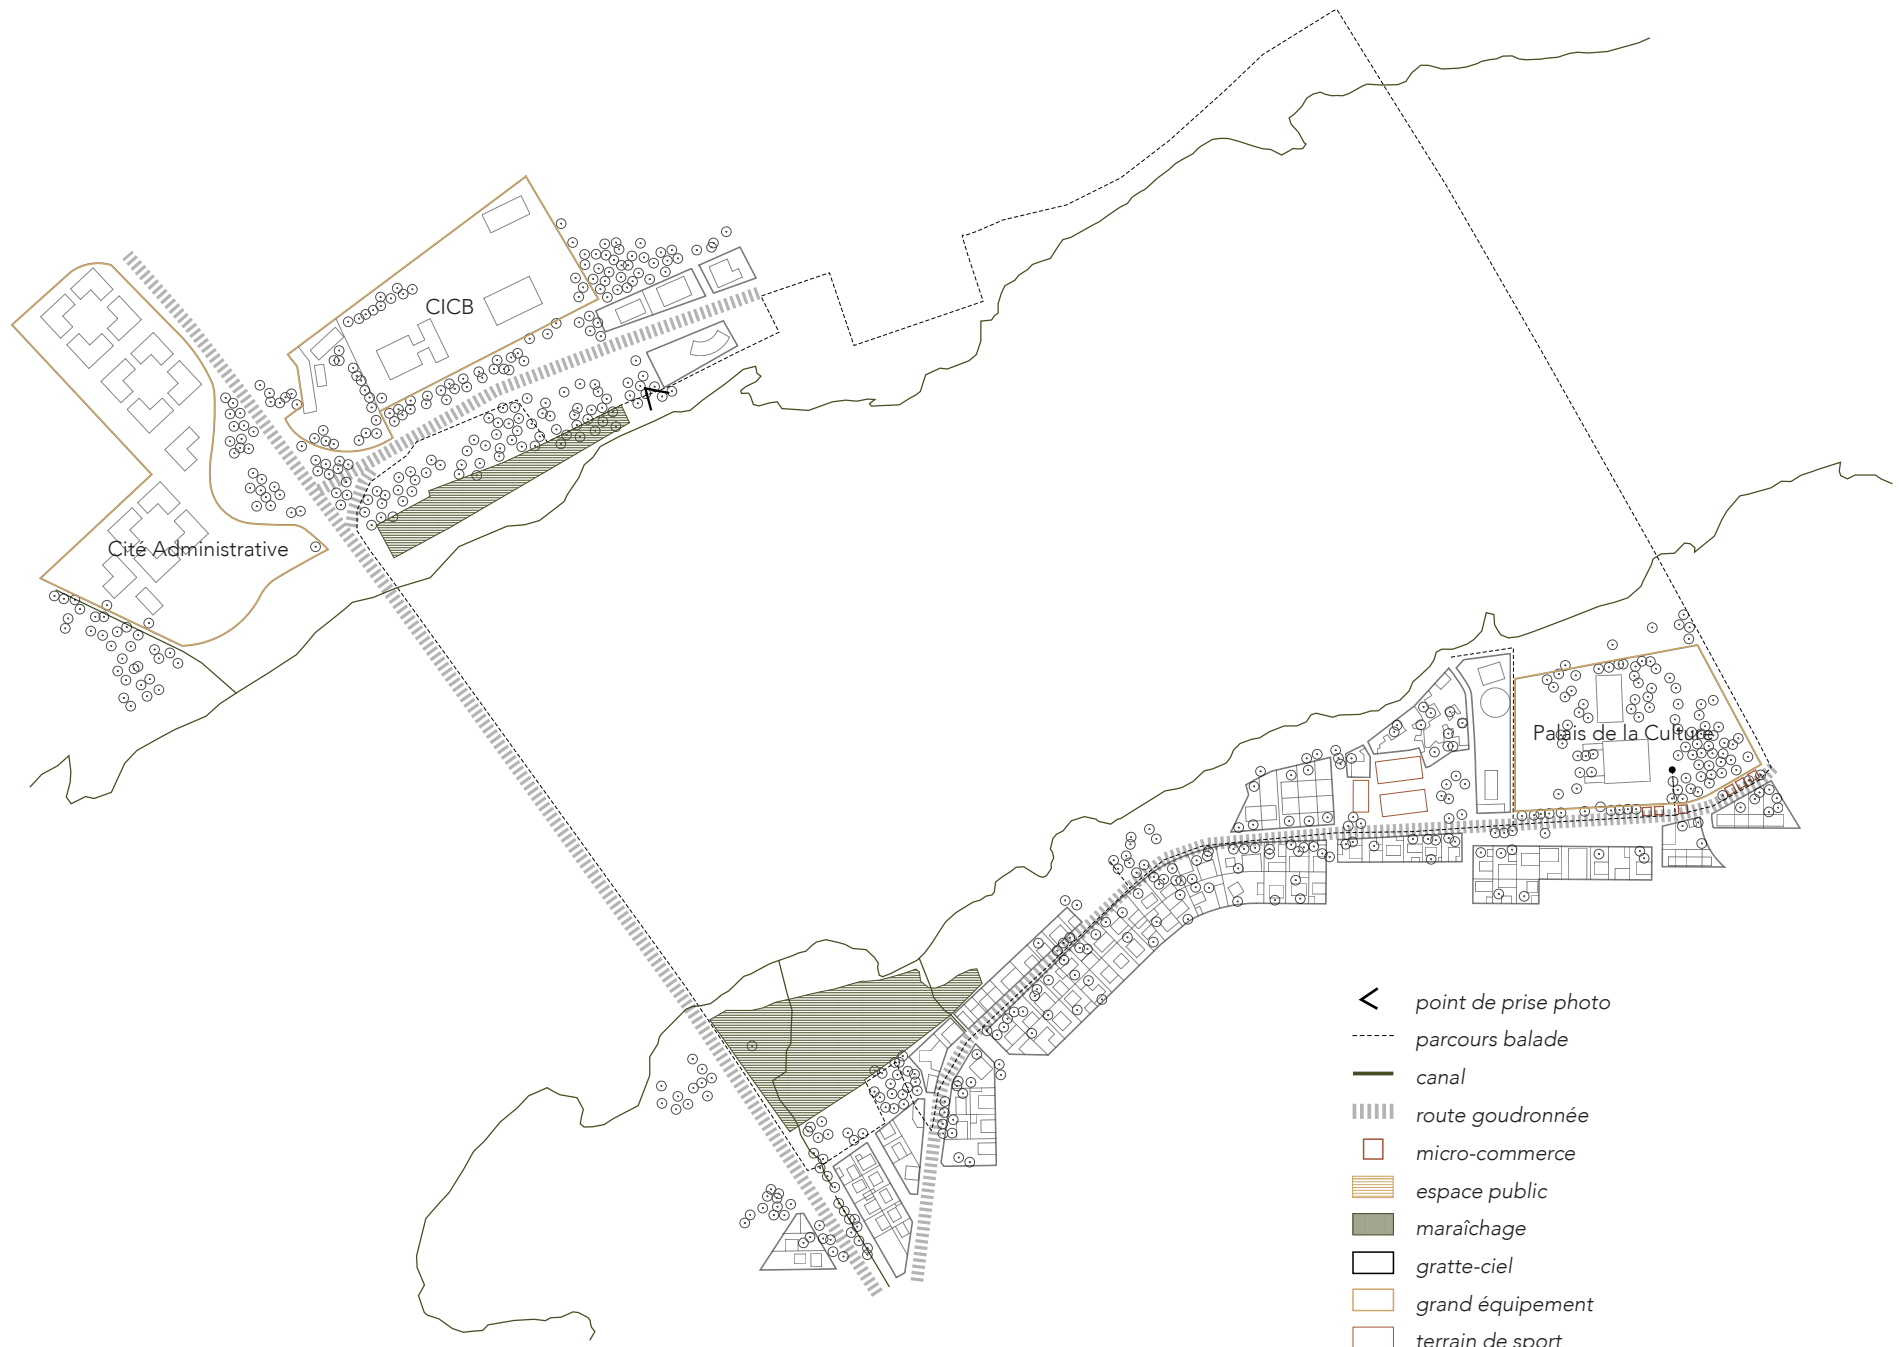 CICB
Cité Administrative
Palais de la Culture
point de prise photo
parcours balade
canal
route goudronnée
micro-commerce
espace public
maraîchage
gratte-ciel
grand équipement
terrain de sport